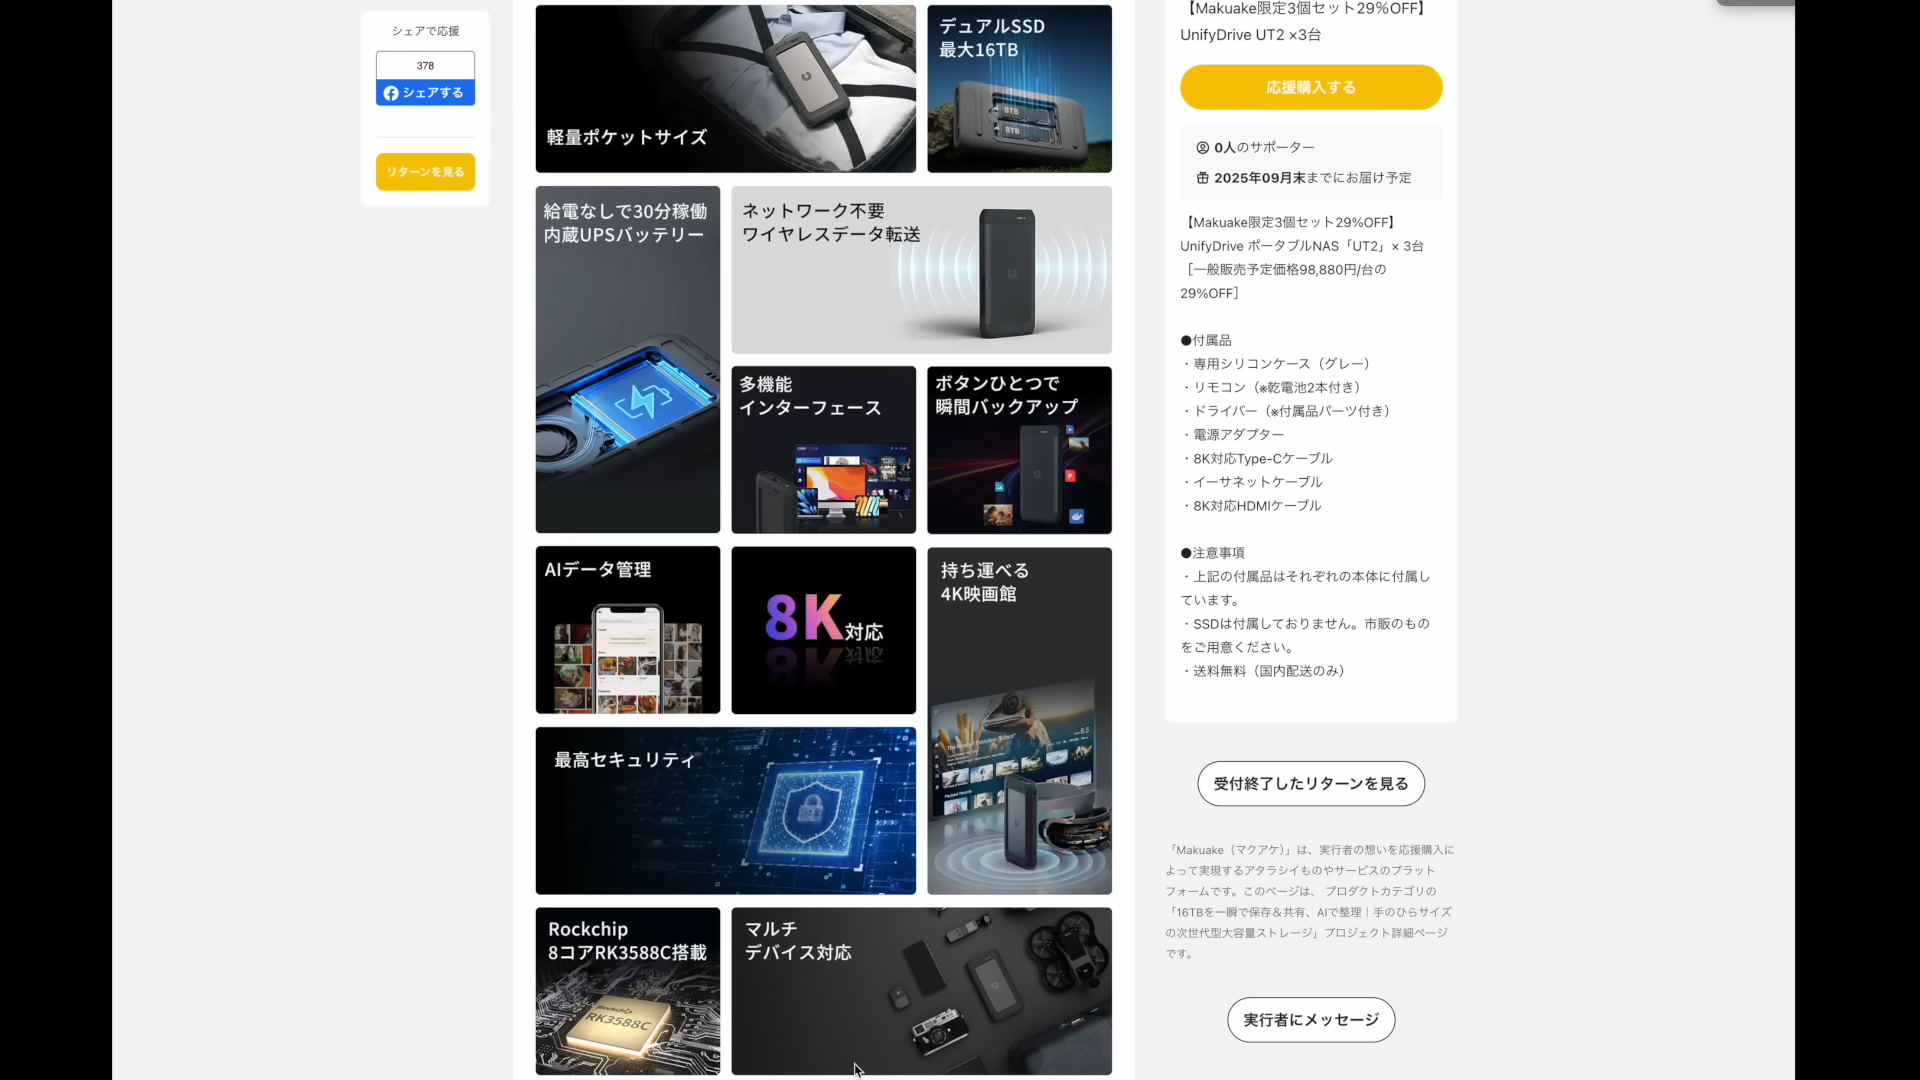 シェアで応援
378
シェアする
リターンを見る
軽量ポケットサイズ
デュアルSSD
最大16TB
8TB
8TB
給電なしで30分稼働
内蔵UPSバッテリー
ネットワーク不要
ワイヤレスデータ転送
多機能
インターフェース
ボタンひとつで
瞬間バックアップ
AIデータ管理
8K対応
持ち運べる
4K映画館
8.5
最高セキュリティ
Rockchip
8コアRK3588C搭載
Rockchip
RK3588C
マルチ
デバイス対応
【Makuake限定3個セット29%OFF】
UnifyDrive UT2 ×3台
応援購入する
0人のサポーター
2025年09月末までにお届け予定
【Makuake限定3個セット29%OFF】
UnifyDrive ポータブルNAS「UT2」× 3台
［一般販売予定価格98,880円/台の
29%OFF］
●付属品
・専用シリコンケース（グレー）
・リモコン（※乾電池2本付き）
・ドライバー（※付属品パーツ付き）
・電源アダプター
・8K対応Type-Cケーブル
・イーサネットケーブル
・8K対応HDMIケーブル
●注意事項
・上記の付属品はそれぞれの本体に付属し
ています。
・SSDは付属しておりません。市販のもの
をご用意ください。
・送料無料（国内配送のみ）
受付終了したリターンを見る
「Makuake（マクアケ）」は、実行者の想いを応援購入に
よって実現するアタラシイものやサービスのプラット
フォームです。このページは、 プロダクトカテゴリの
「16TBを一瞬で保存＆共有、AIで整理｜手のひらサイズ
の次世代型大容量ストレージ」プロジェクト詳細ページ
です。
実行者にメッセージ